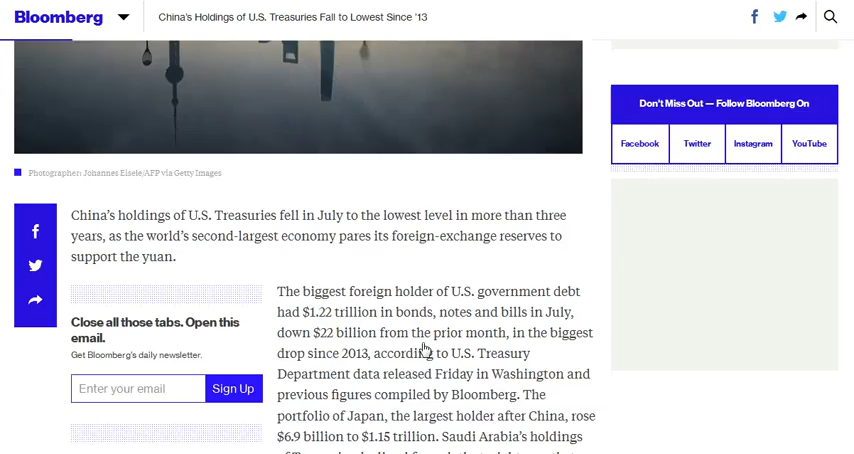 Bloomberg
China's Holdings of U.S. Treasuries Fall to Lowest Since '13
Photographer: Johannes Eisele/AFP via Getty Images
China's holdings of U.S. Treasuries fell in July to the lowest level in more than three
years, as the world's second-largest economy pares its foreign-exchange reserves to
support the yuan.
Close all those tabs. Open this
email.
Get Bloomberg's daily newsletter.
Enter your email
Sign Up
The biggest foreign holder of U.S. government debt
had $1.22 trillion in bonds, notes and bills in July,
down $22 billion from the prior month, in the biggest
drop since 2013, according to U.S. Treasury
Department data released Friday in Washington and
previous figures compiled by Bloomberg. The
portfolio of Japan, the largest holder after China, rose
$6.9 billion to $1.15 trillion. Saudi Arabia's holdings
Don't Miss Out — Follow Bloomberg On
Facebook
Twitter
Instagram
YouTube